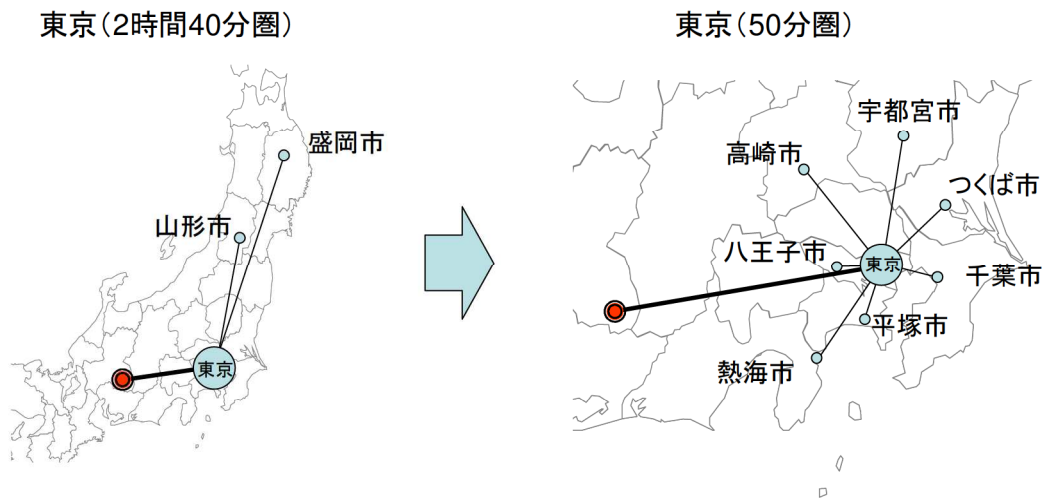 東京(2時間40分圏)
盛岡市
山形市
東京
東京(50分圏)
宇都宮市
高崎市
つくば市
八王子市
東京
千葉市
平塚市
熱海市